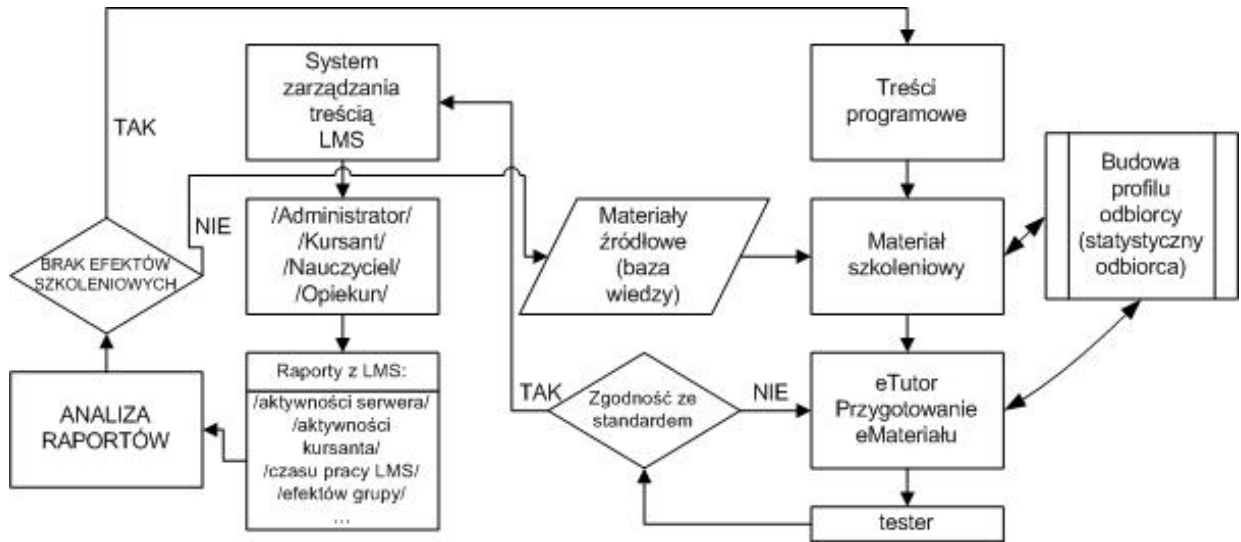 System
zarządzania
treścią
LMS
Treści
programowe
TAK
Budowa
profilu
odbiorcy
(statystyczny
odbiorca)
NIE
/Administrator/
/Kursant/
/Nauczyciel/
/Opiekun/
Materiały
źródłowe
(baza
wiedzy)
Materiał
szkoleniowy
BRAK EFEKTÓW
SZKOLENIOWYCH
Raporty z LMS:
/aktywności serwera/
/aktywności
kursanta/
/czasu pracy LMS/
/efektów grupy/
...
TAK
Zgodność ze
standardem
NIE
eTutor
Przygotowanie
eMateriału
ANALIZA
RAPORTÓW
tester